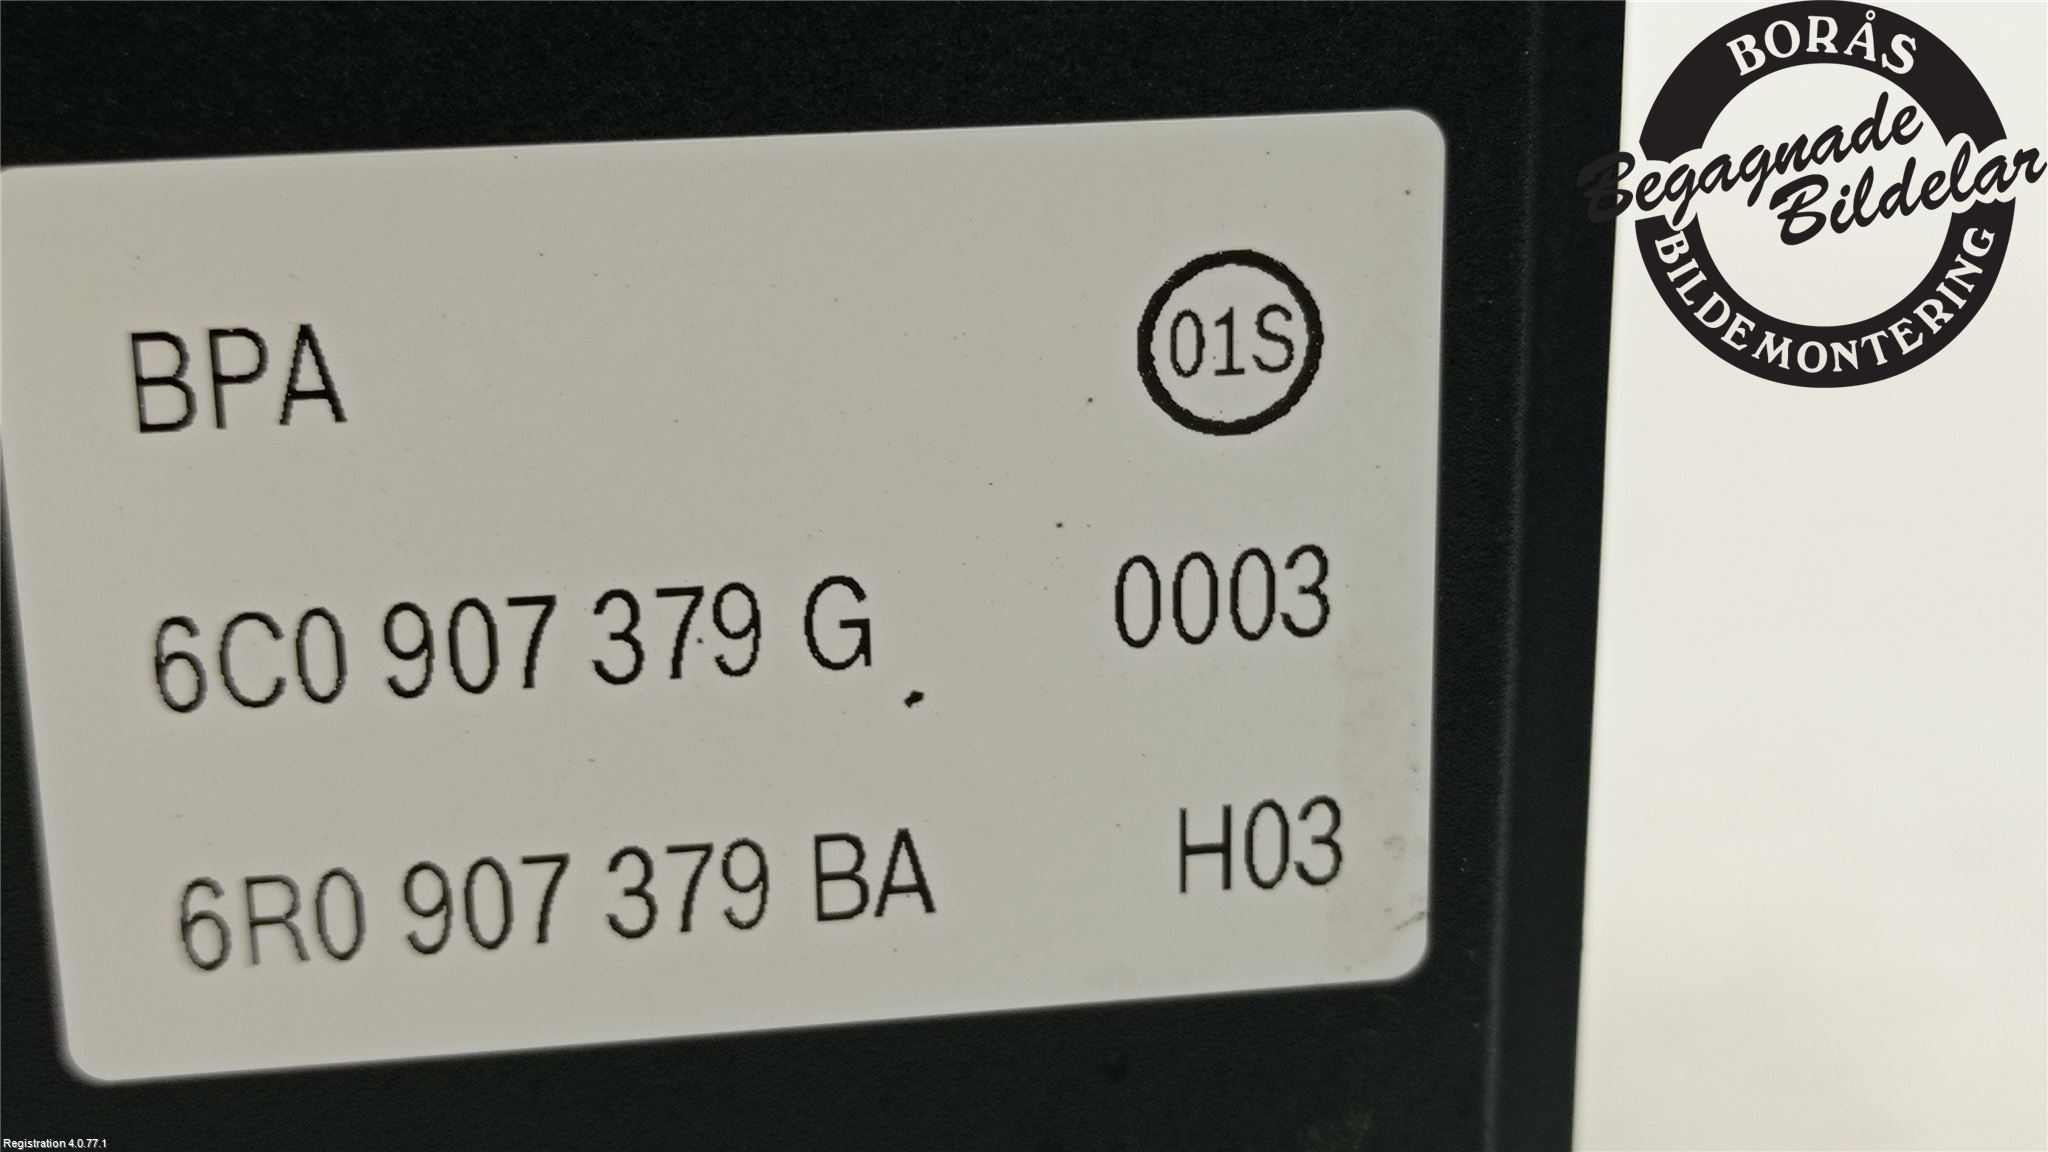 BPA
01S
6C0 907 379 G
0003
6R0 907 379 BA
H03
BORÅS
Begagnade
Bildelar
BILDEMONTERING
Registration 4.0.77.1